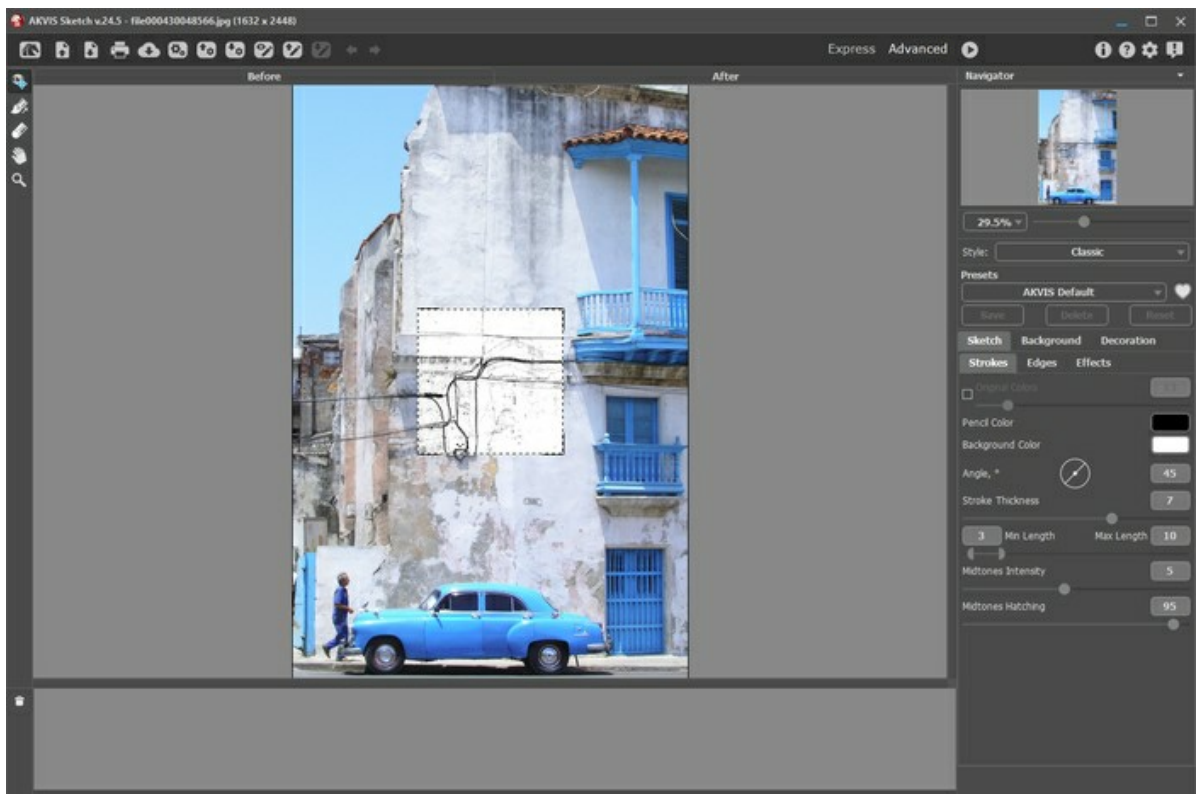 AKVIS Sketch v.24.5 - file000430048566.jpg (1632 x 2448)
Express Advanced
Before After Navigator
29.5%
Style: Classic
Presets
AKVIS Default
Save Delete Reset
Sketch Background Decoration
Strokes Edges Effects
Original Colors
Pencil Color
Background Color
Angle, ° 45
Stroke Thickness 7
3 Min Length Max Length 10
Midtones Intensity 5
Midtones Hatching 95